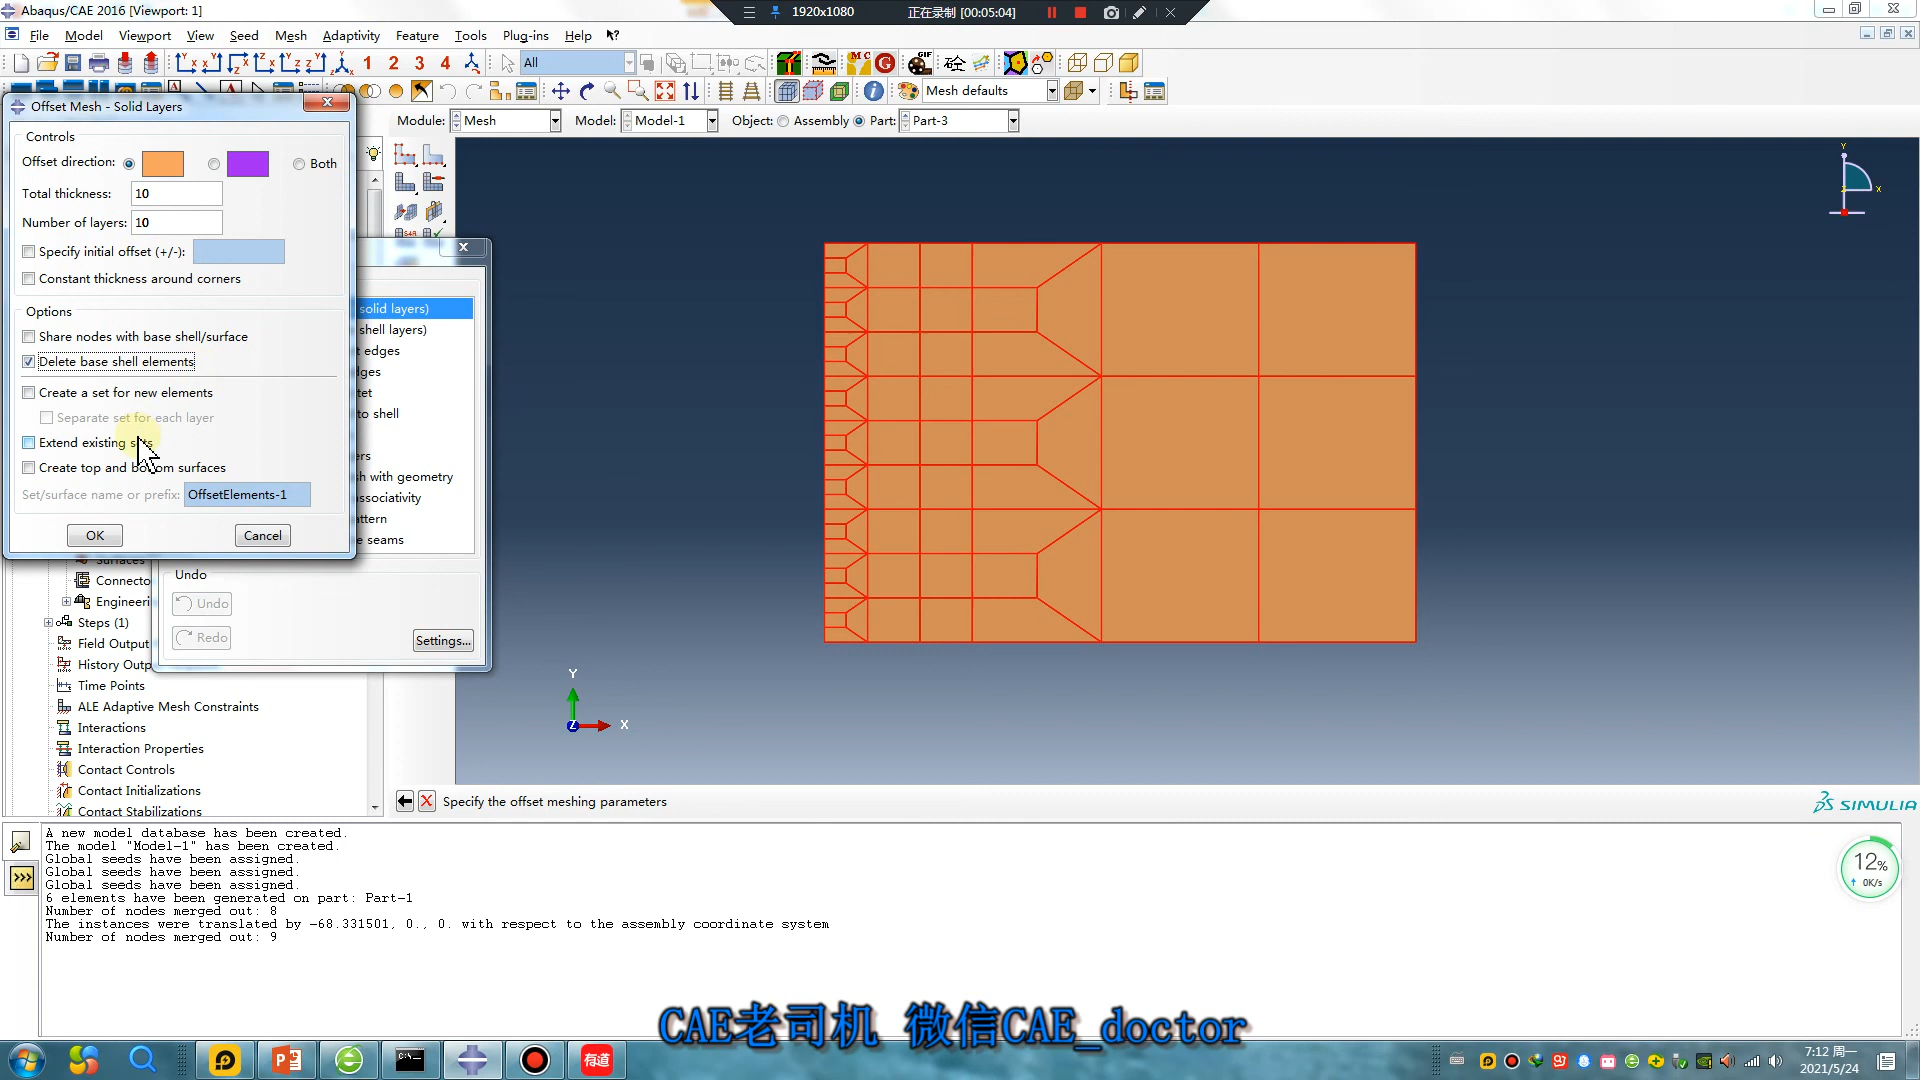 Abaqus/CAE 2016 [Viewport: 1]
1920x1080
正在录制 [00:05:04]
File Model Viewport View Seed Mesh Adaptivity Feature Tools Plug-ins Help
1 2 3 4
All
Mesh defaults
Offset Mesh - Solid Layers
Module: Mesh Model: Model-1 Object: Assembly Part: Part-3
Controls
Offset direction: Both
Total thickness: 10
Number of layers: 10
Specify initial offset (+/-):
Constant thickness around corners
Options
Share nodes with base shell/surface
Delete base shell elements
Create a set for new elements
Separate set for each layer
Extend existing sets
Create top and bottom surfaces
Set/surface name or prefix: OffsetElements-1
OK Cancel
solid layers)
shell layers)
t edges
dges
tet
to shell
ers
sh with geometry
associativity
attern
e seams
Undo
Undo
Redo
Settings...
Surfaces
Connecto
Engineeri
Steps (1)
Field Output
History Outp
Time Points
ALE Adaptive Mesh Constraints
Interactions
Interaction Properties
Contact Controls
Contact Initializations
Contact Stabilizations
Y
X
Z
Y
X
Specify the offset meshing parameters
SIMULIA
A new model database has been created.
The model "Model-1" has been created.
Global seeds have been assigned.
Global seeds have been assigned.
Global seeds have been assigned.
6 elements have been generated on part: Part-1
Number of nodes merged out: 8
The instances were translated by -68.331501, 0., 0. with respect to the assembly coordinate system
Number of nodes merged out: 9
12%
0K/s
CAE老司机 微信CAE_doctor
有道
7:12 周一
2021/5/24